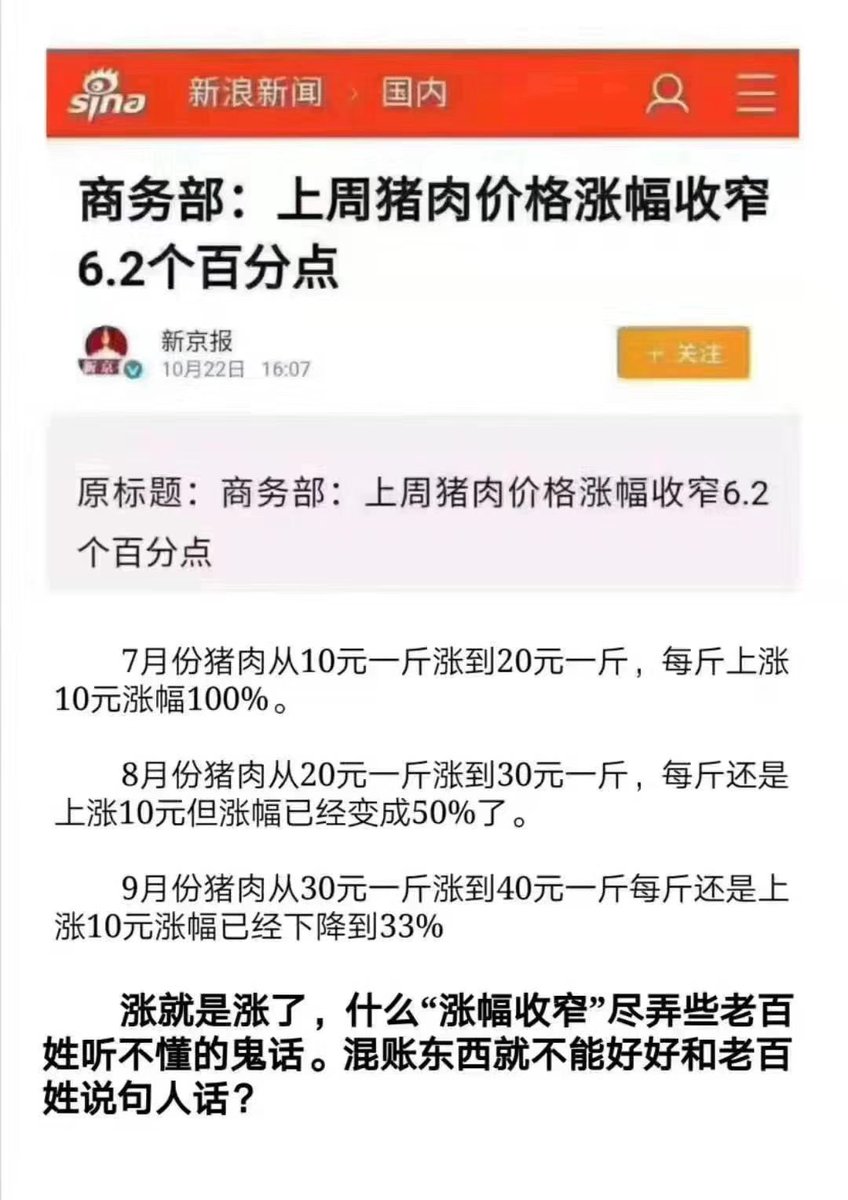 sina 新浪新闻 > 国内
商务部：上周猪肉价格涨幅收窄
6.2个百分点
新京报
新京
10月22日 16:07
+ 关注
原标题：商务部：上周猪肉价格涨幅收窄6.2
个百分点
7月份猪肉从10元一斤涨到20元一斤，每斤上涨
10元涨幅100%。
8月份猪肉从20元一斤涨到30元一斤，每斤还是
上涨10元但涨幅已经变成50%了。
9月份猪肉从30元一斤涨到40元一斤每斤还是上
涨10元涨幅已经下降到33%
涨就是涨了，什么“涨幅收窄”尽弄些老百
姓听不懂的鬼话。混账东西就不能好好和老百
姓说句人话？